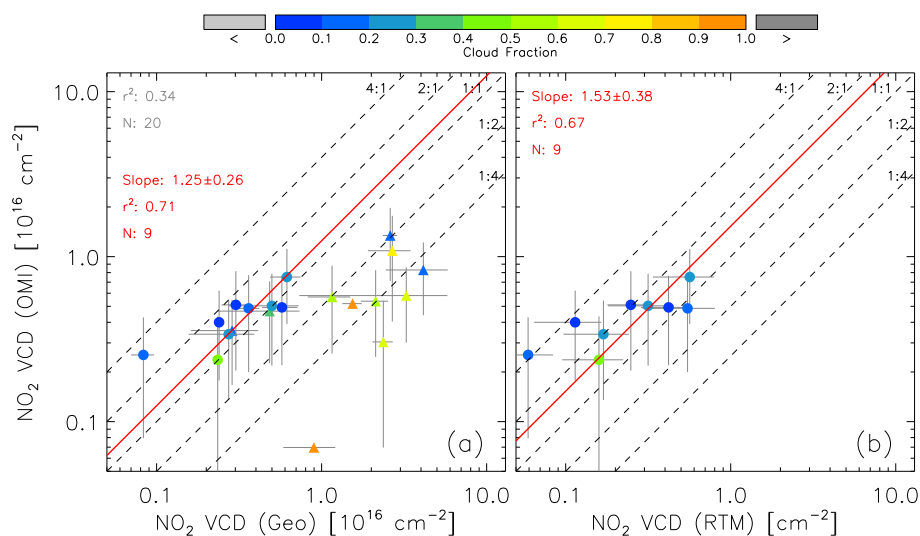 < 0.0 0.1 0.2 0.3 0.4 0.5 0.6 0.7 0.8 0.9 1.0 >
Cloud Fraction
NO₂ VCD (OMI) [10¹⁶ cm⁻²]
10.0
1.0
0.1
r²: 0.34
N: 20
Slope: 1.25±0.26
r²: 0.71
N: 9
4:1 2:1 1:1
1:2
1:4
(a)
0.1 1.0 10.0
NO₂ VCD (Geo) [10¹⁶ cm⁻²]
Slope: 1.53±0.38
r²: 0.67
N: 9
4:1 2:1 1:1
1:2
1:4
(b)
0.1 1.0 10.0
NO₂ VCD (RTM) [cm⁻²]